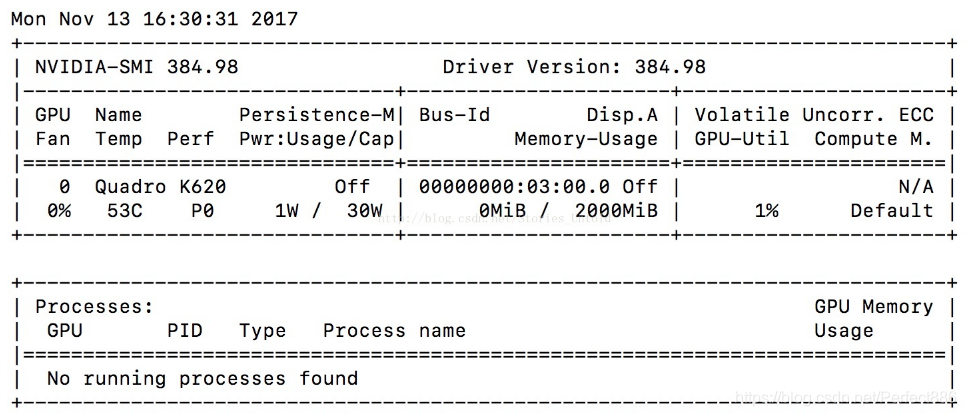 Mon Nov 13 16:30:31 2017
NVIDIA-SMI 384.98 Driver Version: 384.98
GPU Name Persistence-M| Bus-Id Disp.A | Volatile Uncorr. ECC
Fan Temp Perf Pwr:Usage/Cap| Memory-Usage | GPU-Util Compute M.
0 Quadro K620 Off | 00000000:03:00.0 Off | N/A
0% 53C P0 1W / 30W | 0MiB / 2000MiB | 1% Default
Processes: GPU Memory
GPU PID Type Process name Usage
No running processes found